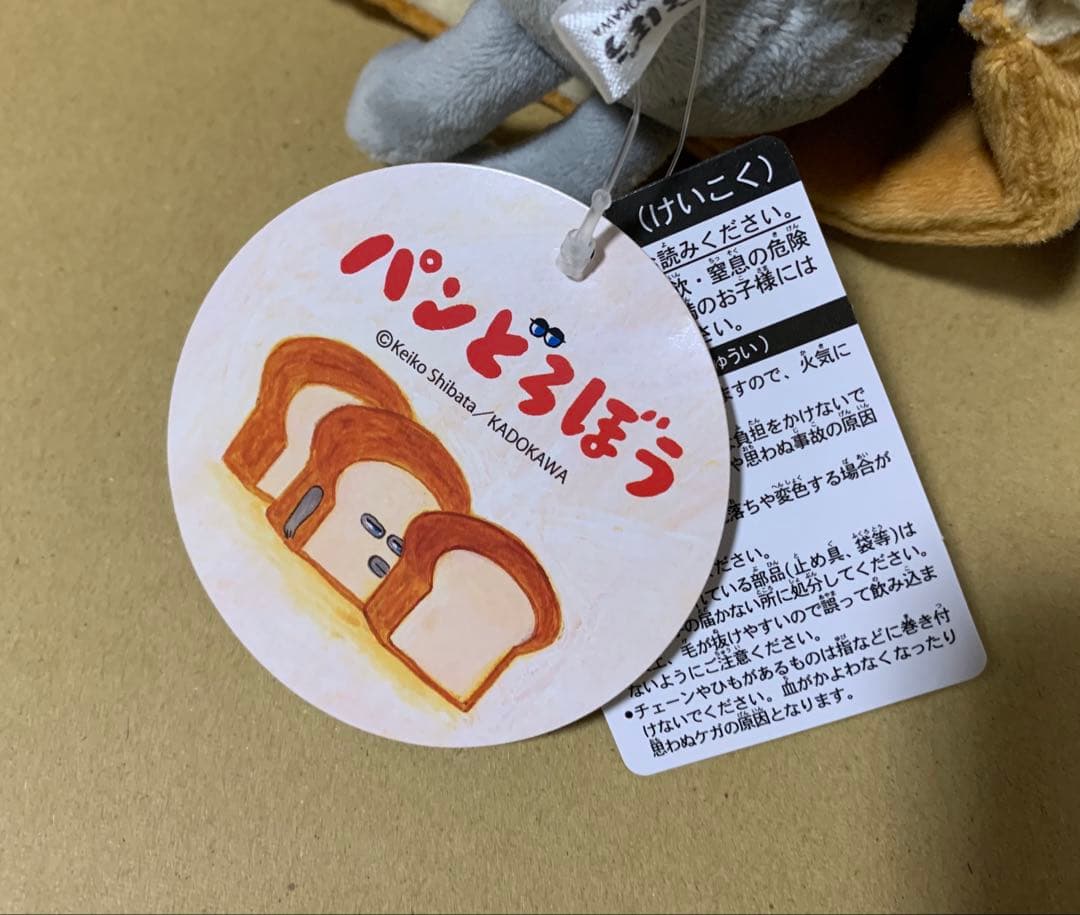 パンどろぼう
©Keiko Shibata／KADOKAWA
(けいこく)
読みください。
飲・窒息の危険
のお子様には
さい。
ゅうい)
ますので、火気に
負担をかけないで
や思わぬ事故の原因
落ちや変色する場合が
ださい。
れている部品(止め具、袋等)は
の届かない所に処分してください。
上、毛が抜けやすいので誤って飲み込ま
ないようにご注意ください。
●チェーンやひもがあるものは指などに巻き付
けないでください。血がかよわなくなったり
思わぬケガの原因となります。